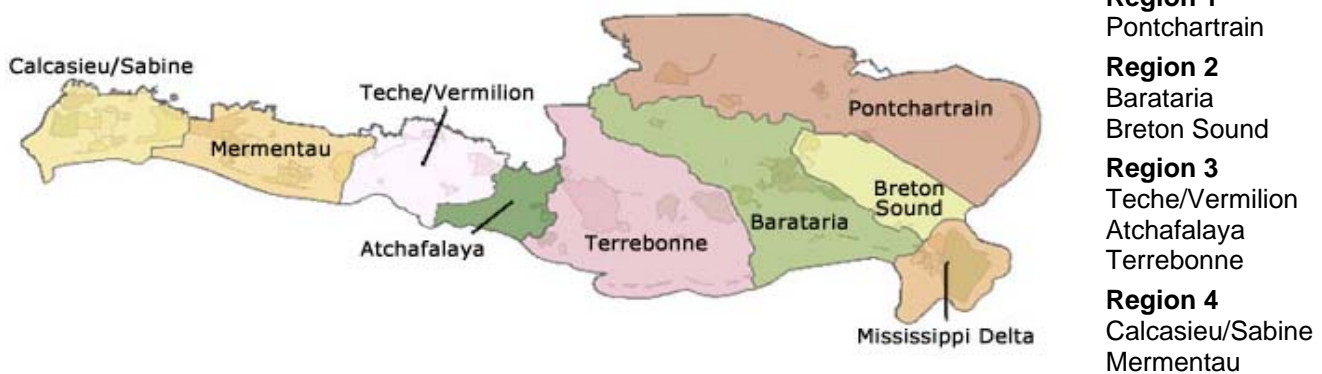 Calcasieu/Sabine
Mermentau
Teche/Vermilion
Atchafalaya
Terrebonne
Barataria
Breton
Sound
Pontchartrain
Mississippi Delta
Region 1
Pontchartrain
Region 2
Barataria
Breton Sound
Region 3
Teche/Vermilion
Atchafalaya
Terrebonne
Region 4
Calcasieu/Sabine
Mermentau